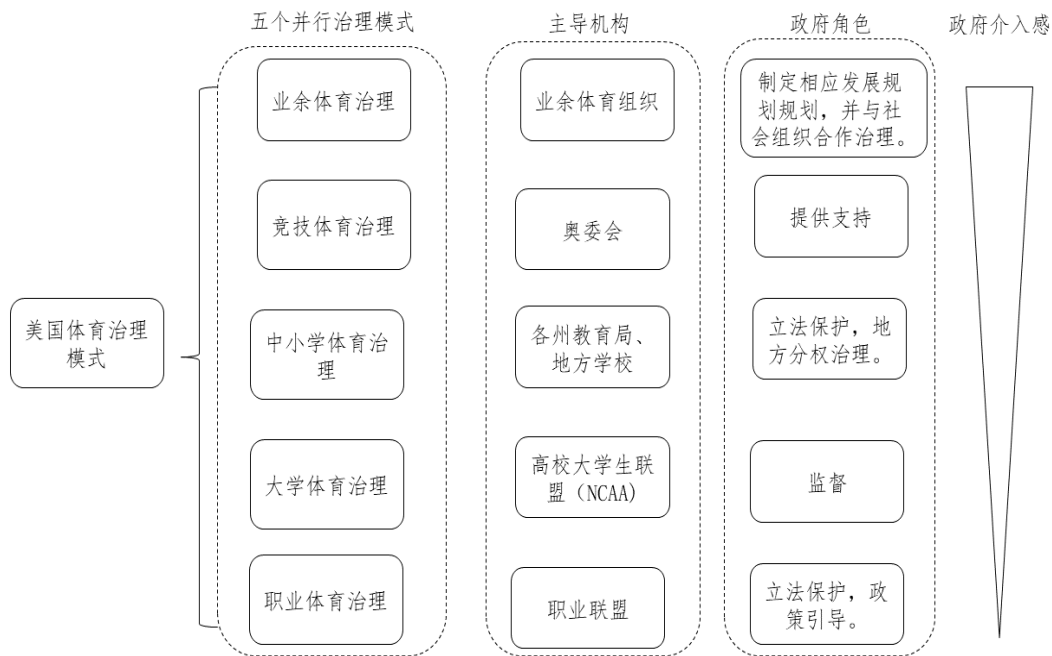 五个并行治理模式
主导机构
政府角色
政府介入感
业余体育治理
业余体育组织
制定相应发展规
划规划，并与社
会组织合作治理。
竞技体育治理
奥委会
提供支持
美国体育治理
模式
中小学体育治
理
各州教育局、
地方学校
立法保护，地
方分权治理。
大学体育治理
高校大学生联
盟（NCAA)
监督
职业体育治理
职业联盟
立法保护，政
策引导。